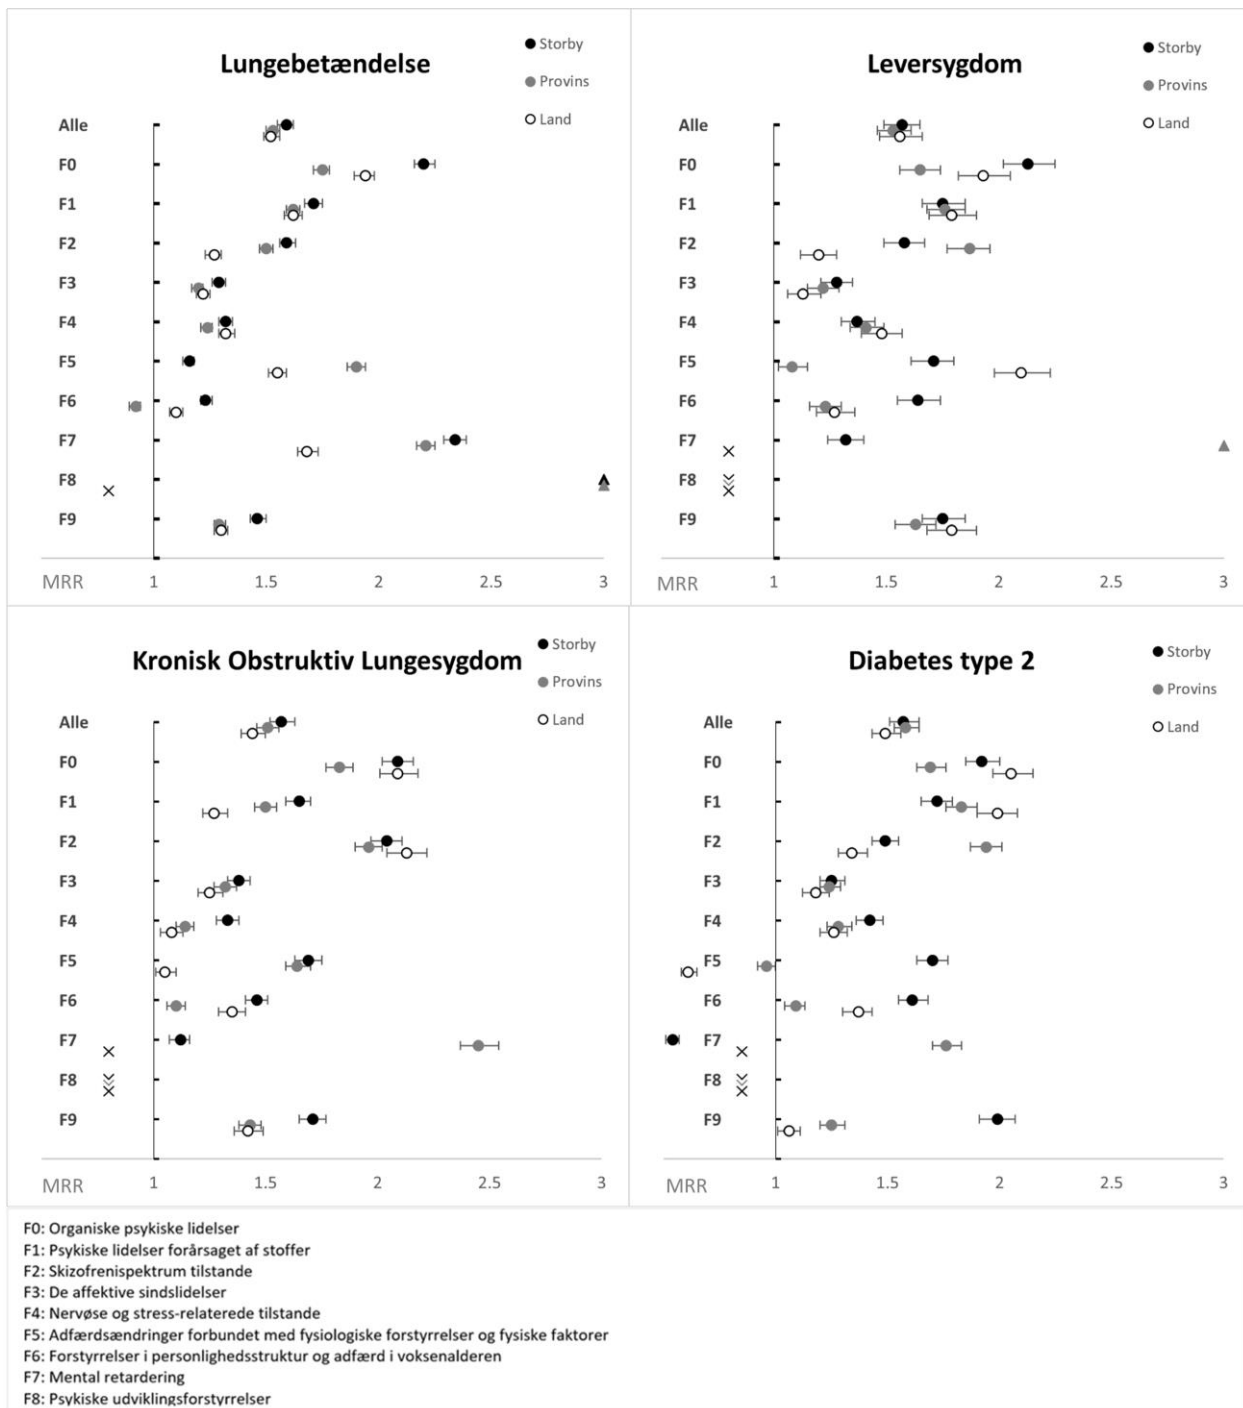 Lungebetændelse
Storby
Provins
Land
Alle
F0
F1
F2
F3
F4
F5
F6
F7
F8
F9
MRR 1 1.5 2 2.5 3
Leversygdom
Storby
Provins
Land
Alle
F0
F1
F2
F3
F4
F5
F6
F7
F8
F9
MRR 1 1.5 2 2.5 3
Kronisk Obstruktiv Lungesygdom
Storby
Provins
Land
Alle
F0
F1
F2
F3
F4
F5
F6
F7
F8
F9
MRR 1 1.5 2 2.5 3
Diabetes type 2
Storby
Provins
Land
Alle
F0
F1
F2
F3
F4
F5
F6
F7
F8
F9
MRR 1 1.5 2 2.5 3
F0: Organiske psykiske lidelser
F1: Psykiske lidelser forårsaget af stoffer
F2: Skizofrenispektrum tilstande
F3: De affektive sindslidelser
F4: Nervøse og stress-relaterede tilstande
F5: Adfærdsændringer forbundet med fysiologiske forstyrrelser og fysiske faktorer
F6: Forstyrrelser i personlighedsstruktur og adfærd i voksenalderen
F7: Mental retardering
F8: Psykiske udviklingsforstyrrelser